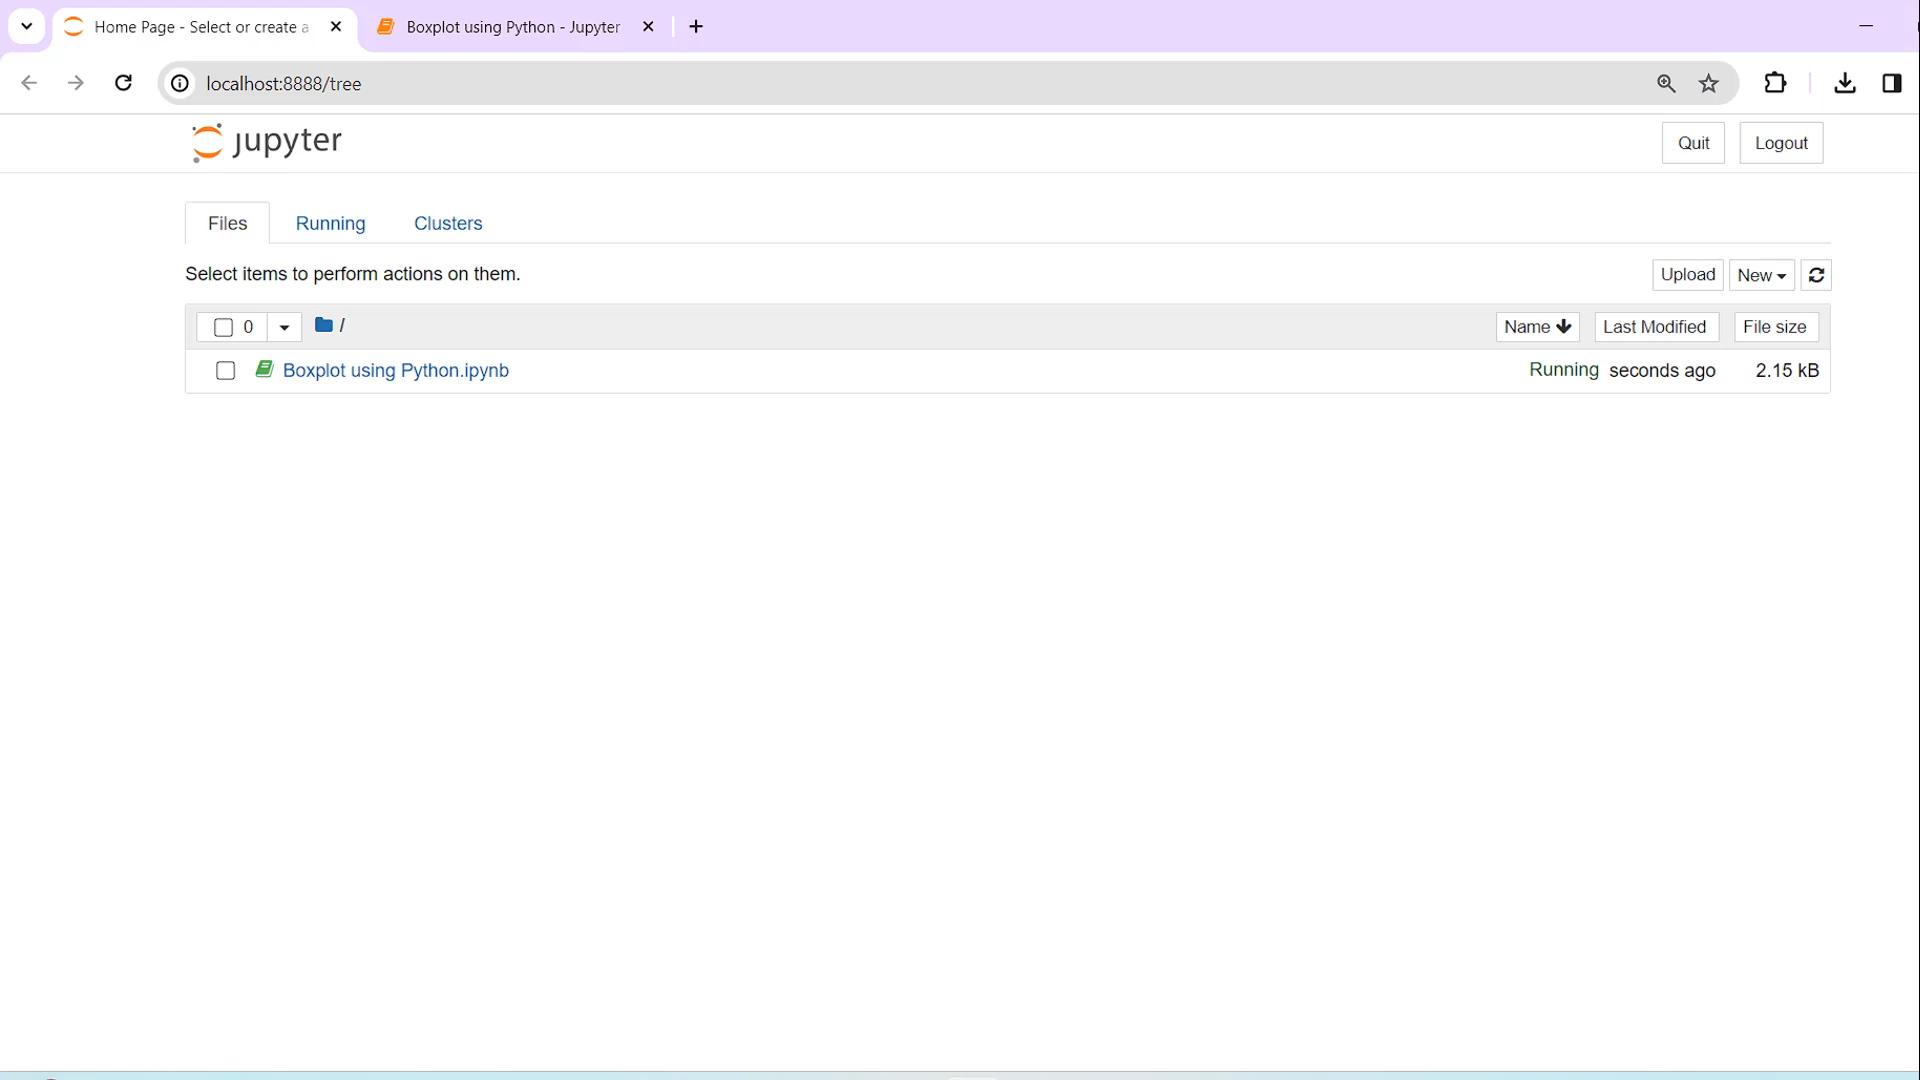 Home Page - Select or create a
Boxplot using Python - Jupyter
localhost:8888/tree
jupyter
Quit
Logout
Files
Running
Clusters
Select items to perform actions on them.
Upload
New
0
/
Name
Last Modified
File size
Boxplot using Python.ipynb
Running
seconds ago
2.15 kB